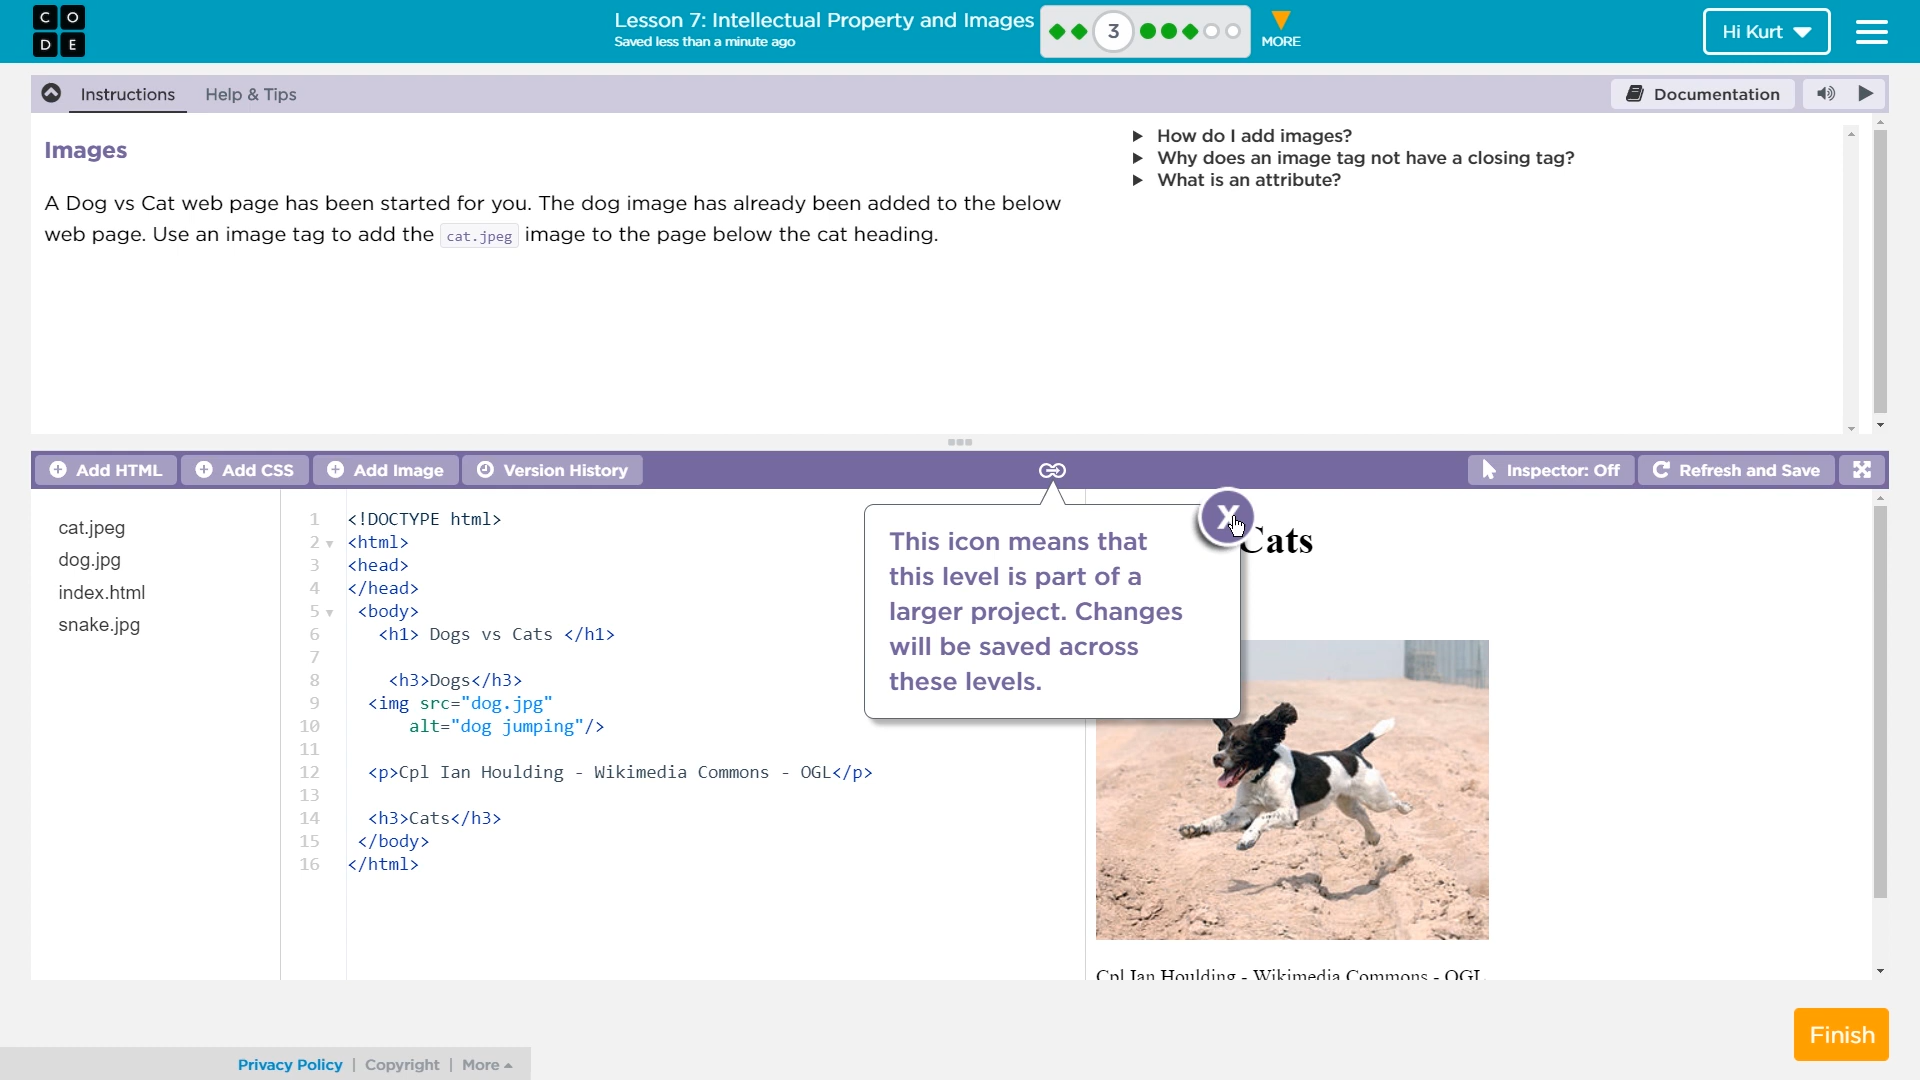 CODE
Lesson 7: Intellectual Property and Images
Saved less than a minute ago
3
MORE
Hi Kurt
Instructions
Help & Tips
Documentation
Images
A Dog vs Cat web page has been started for you. The dog image has already been added to the below
web page. Use an image tag to add the cat.jpeg image to the page below the cat heading.
How do I add images?
Why does an image tag not have a closing tag?
What is an attribute?
Add HTML
Add CSS
Add Image
Version History
Inspector: Off
Refresh and Save
cat.jpeg
dog.jpg
index.html
snake.jpg
1 <!DOCTYPE html>
2 <html>
3 <head>
4 </head>
5 <body>
6 <h1> Dogs vs Cats </h1>
7
8 <h3>Dogs</h3>
9 <img src="dog.jpg"
10 alt="dog jumping"/>
11
12 <p>Cpl Ian Houlding - Wikimedia Commons - OGL</p>
13
14 <h3>Cats</h3>
15 </body>
16 </html>
X
This icon means that
this level is part of a
larger project. Changes
will be saved across
these levels.
Cats
Cpl Ian Houlding - Wikimedia Commons - OGL
Finish
Privacy Policy | Copyright | More